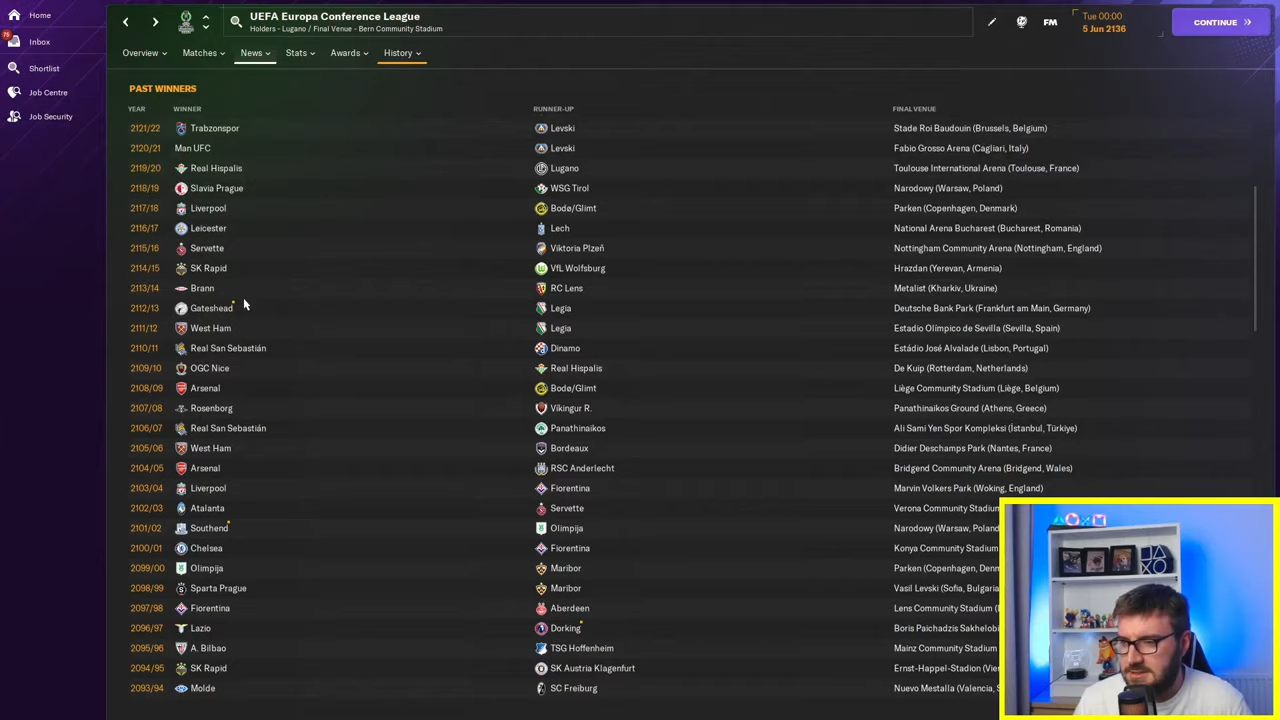 Home
75
Inbox
Shortlist
Job Centre
Job Security
UEFA Europa Conference League
Holders - Lugano / Final Venue - Bern Community Stadium
FM
Tue 00:00
5 Jun 2136
CONTINUE
Overview
Matches
News
Stats
Awards
History
PAST WINNERS
YEAR WINNER RUNNER-UP FINAL VENUE
2121/22 Trabzonspor Levski Stade Roi Baudouin (Brussels, Belgium)
2120/21 Man UFC Levski Fabio Grosso Arena (Cagliari, Italy)
2119/20 Real Hispalis Lugano Toulouse International Arena (Toulouse, France)
2118/19 Slavia Prague WSG Tirol Narodowy (Warsaw, Poland)
2117/18 Liverpool Bodø/Glimt Parken (Copenhagen, Denmark)
2116/17 Leicester Lech National Arena Bucharest (Bucharest, Romania)
2115/16 Servette Viktoria Plzeň Nottingham Community Arena (Nottingham, England)
2114/15 SK Rapid VfL Wolfsburg Hrazdan (Yerevan, Armenia)
2113/14 Brann RC Lens Metalist (Kharkiv, Ukraine)
2112/13 Gateshead Legia Deutsche Bank Park (Frankfurt am Main, Germany)
2111/12 West Ham Legia Estadio Olímpico de Sevilla (Sevilla, Spain)
2110/11 Real San Sebastián Dinamo Estádio José Alvalade (Lisbon, Portugal)
2109/10 OGC Nice Real Hispalis De Kuip (Rotterdam, Netherlands)
2108/09 Arsenal Bodø/Glimt Liège Community Stadium (Liège, Belgium)
2107/08 Rosenborg Víkingur R. Panathinaikos Ground (Athens, Greece)
2106/07 Real San Sebastián Panathinaikos Ali Sami Yen Spor Kompleksi (İstanbul, Türkiye)
2105/06 West Ham Bordeaux Didier Deschamps Park (Nantes, France)
2104/05 Arsenal RSC Anderlecht Bridgend Community Arena (Bridgend, Wales)
2103/04 Liverpool Fiorentina Marvin Volkers Park (Woking, England)
2102/03 Atalanta Servette Verona Community Stadium
2101/02 Southend Olimpija Narodowy (Warsaw, Poland
2100/01 Chelsea Fiorentina Konya Community Stadium
2099/00 Olimpija Maribor Parken (Copenhagen, Denm
2098/99 Sparta Prague Maribor Vasil Levski (Sofia, Bulgaria
2097/98 Fiorentina Aberdeen Lens Community Stadium (
2096/97 Lazio Dorking Boris Paichadzis Sakhelobi
2095/96 A. Bilbao TSG Hoffenheim Mainz Community Stadium
2094/95 SK Rapid SK Austria Klagenfurt Ernst-Happel-Stadion (Vie
2093/94 Molde SC Freiburg Nuevo Mestalla (Valencia, S